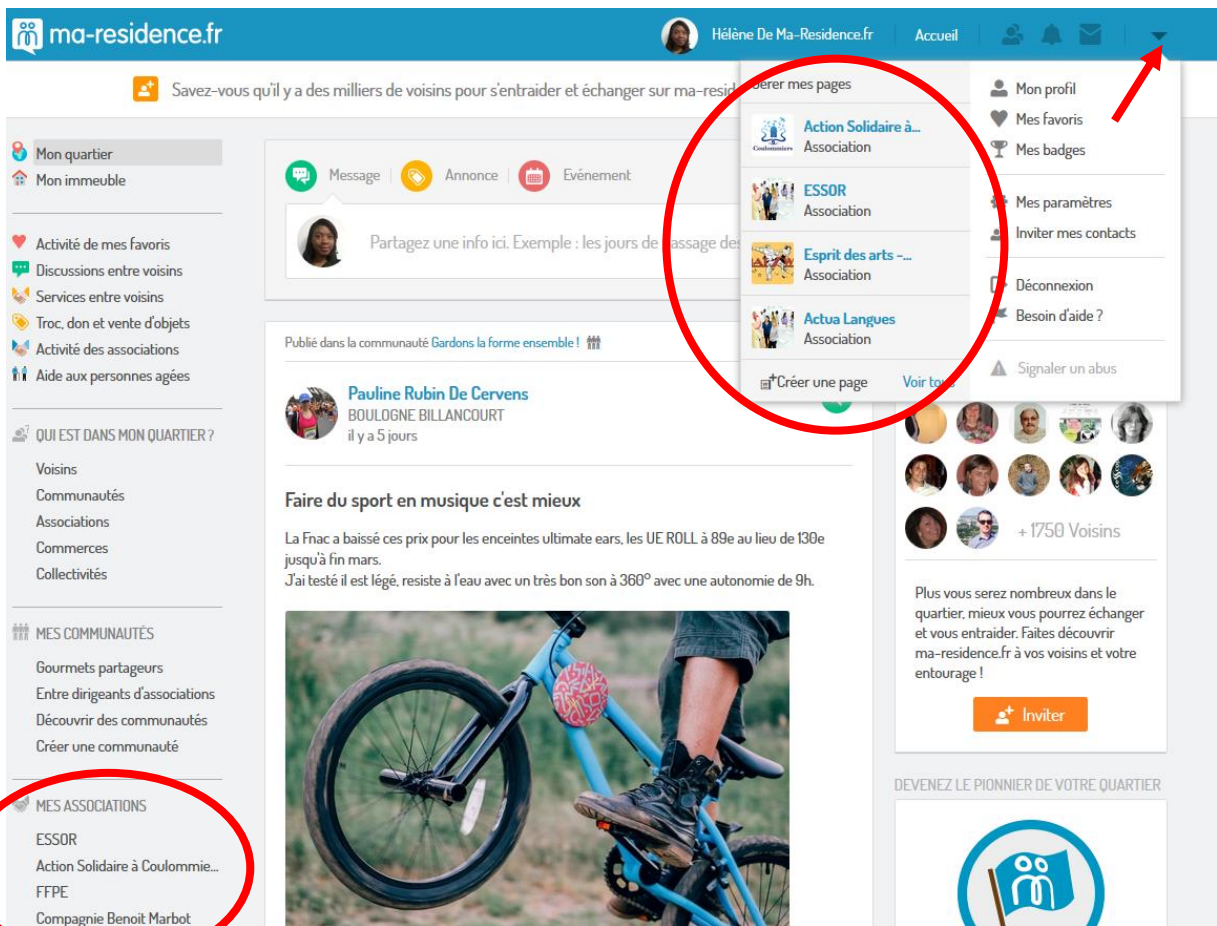 ma-residence.fr
Hélène De Ma-Residence.fr
Accueil
Savez-vous qu'il y a des milliers de voisins pour s'entraider et échanger sur
Mon quartier
Mon immeuble
Activité de mes favoris
Discussions entre voisins
Services entre voisins
Troc, don et vente d'objets
Activité des associations
Aide aux personnes agées
QUI EST DANS MON QUARTIER ?
Voisins
Communautés
Associations
Commerces
Collectivités
MES COMMUNAUTÉS
Gourmets partageurs
Entre dirigeants d'associations
Découvrir des communautés
Créer une communauté
MES ASSOCIATIONS
ESSOR
Action Solidaire à Coulommie...
FFPE
Compagnie Benoit Marbot
Message
Annonce
Evénement
Partagez une info ici. Exemple : les jours de passage
Publié dans la communauté Gardons la forme ensemble !
Pauline Rubin De Cervens
BOULOGNE BILLANCOURT
il y a 5 jours
Faire du sport en musique c'est mieux
La Fnac a baissé ces prix pour les enceintes ultimate ears, les UE ROLL à 89e au lieu de 130e
jusqu'à fin mars.
J'ai testé il est légé, resiste à l'eau avec un très bon son à 360° avec une autonomie de 9h.
mes pages
Action Solidaire à...
Coulommiers
Association
ESSOR
Association
Esprit des arts –...
Association
Actua Langues
Association
Créer une page
Voir tous
Mon profil
Mes favoris
Mes badges
Mes paramètres
Inviter mes contacts
Déconnexion
Besoin d'aide ?
Signaler un abus
+ 1750 Voisins
Plus vous serez nombreux dans le
quartier, mieux vous pourrez échanger
et vous entraider. Faites découvrir
ma-residence.fr à vos voisins et votre
entourage !
Inviter
DEVENEZ LE PIONNIER DE VOTRE QUARTIER